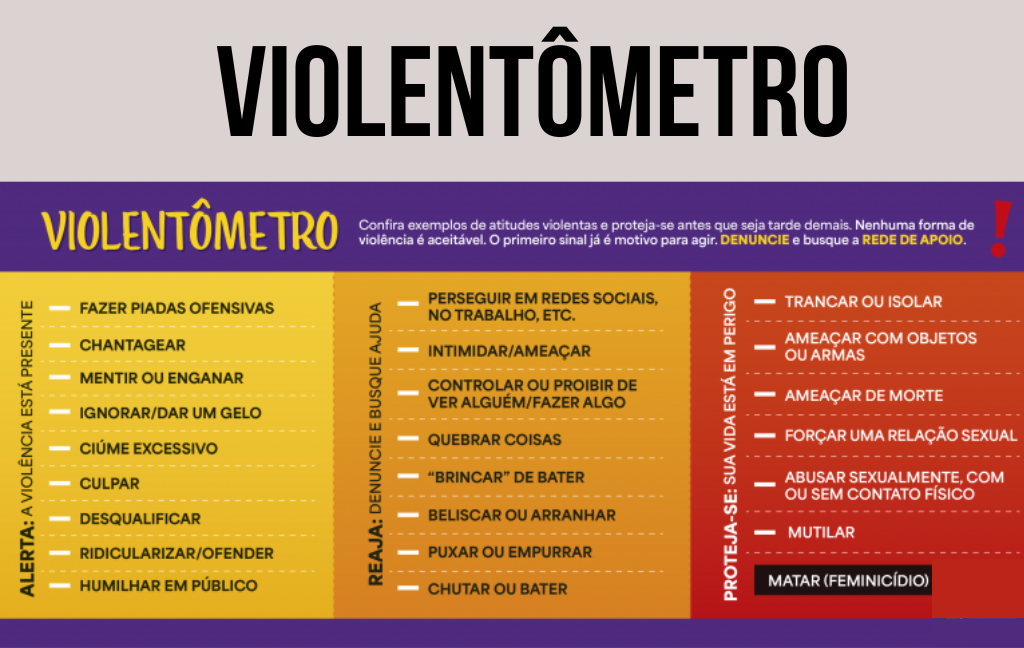 VIOLENTÔMETRO
VIOLENTÔMETRO
Confira exemplos de atitudes violentas e proteja-se antes que seja tarde demais. Nenhuma forma de
violência é aceitável. O primeiro sinal já é motivo para agir. DENUNCIE e busque a REDE DE APOIO.
!
ALERTA: A VIOLÊNCIA ESTÁ PRESENTE
FAZER PIADAS OFENSIVAS
CHANTAGEAR
MENTIR OU ENGANAR
IGNORAR/DAR UM GELO
CIÚME EXCESSIVO
CULPAR
DESQUALIFICAR
RIDICULARIZAR/OFENDER
HUMILHAR EM PÚBLICO
REAJA: DENUNCIE E BUSQUE AJUDA
PERSEGUIR EM REDES SOCIAIS,
NO TRABALHO, ETC.
INTIMIDAR/AMEAÇAR
CONTROLAR OU PROIBIR DE
VER ALGUÉM/FAZER ALGO
QUEBRAR COISAS
“BRINCAR” DE BATER
BELISCAR OU ARRANHAR
PUXAR OU EMPURRAR
CHUTAR OU BATER
PROTEJA-SE: SUA VIDA ESTÁ EM PERIGO
TRANCAR OU ISOLAR
AMEAÇAR COM OBJETOS
OU ARMAS
AMEAÇAR DE MORTE
FORÇAR UMA RELAÇÃO SEXUAL
ABUSAR SEXUALMENTE, COM
OU SEM CONTATO FÍSICO
MUTILAR
MATAR (FEMINICÍDIO)